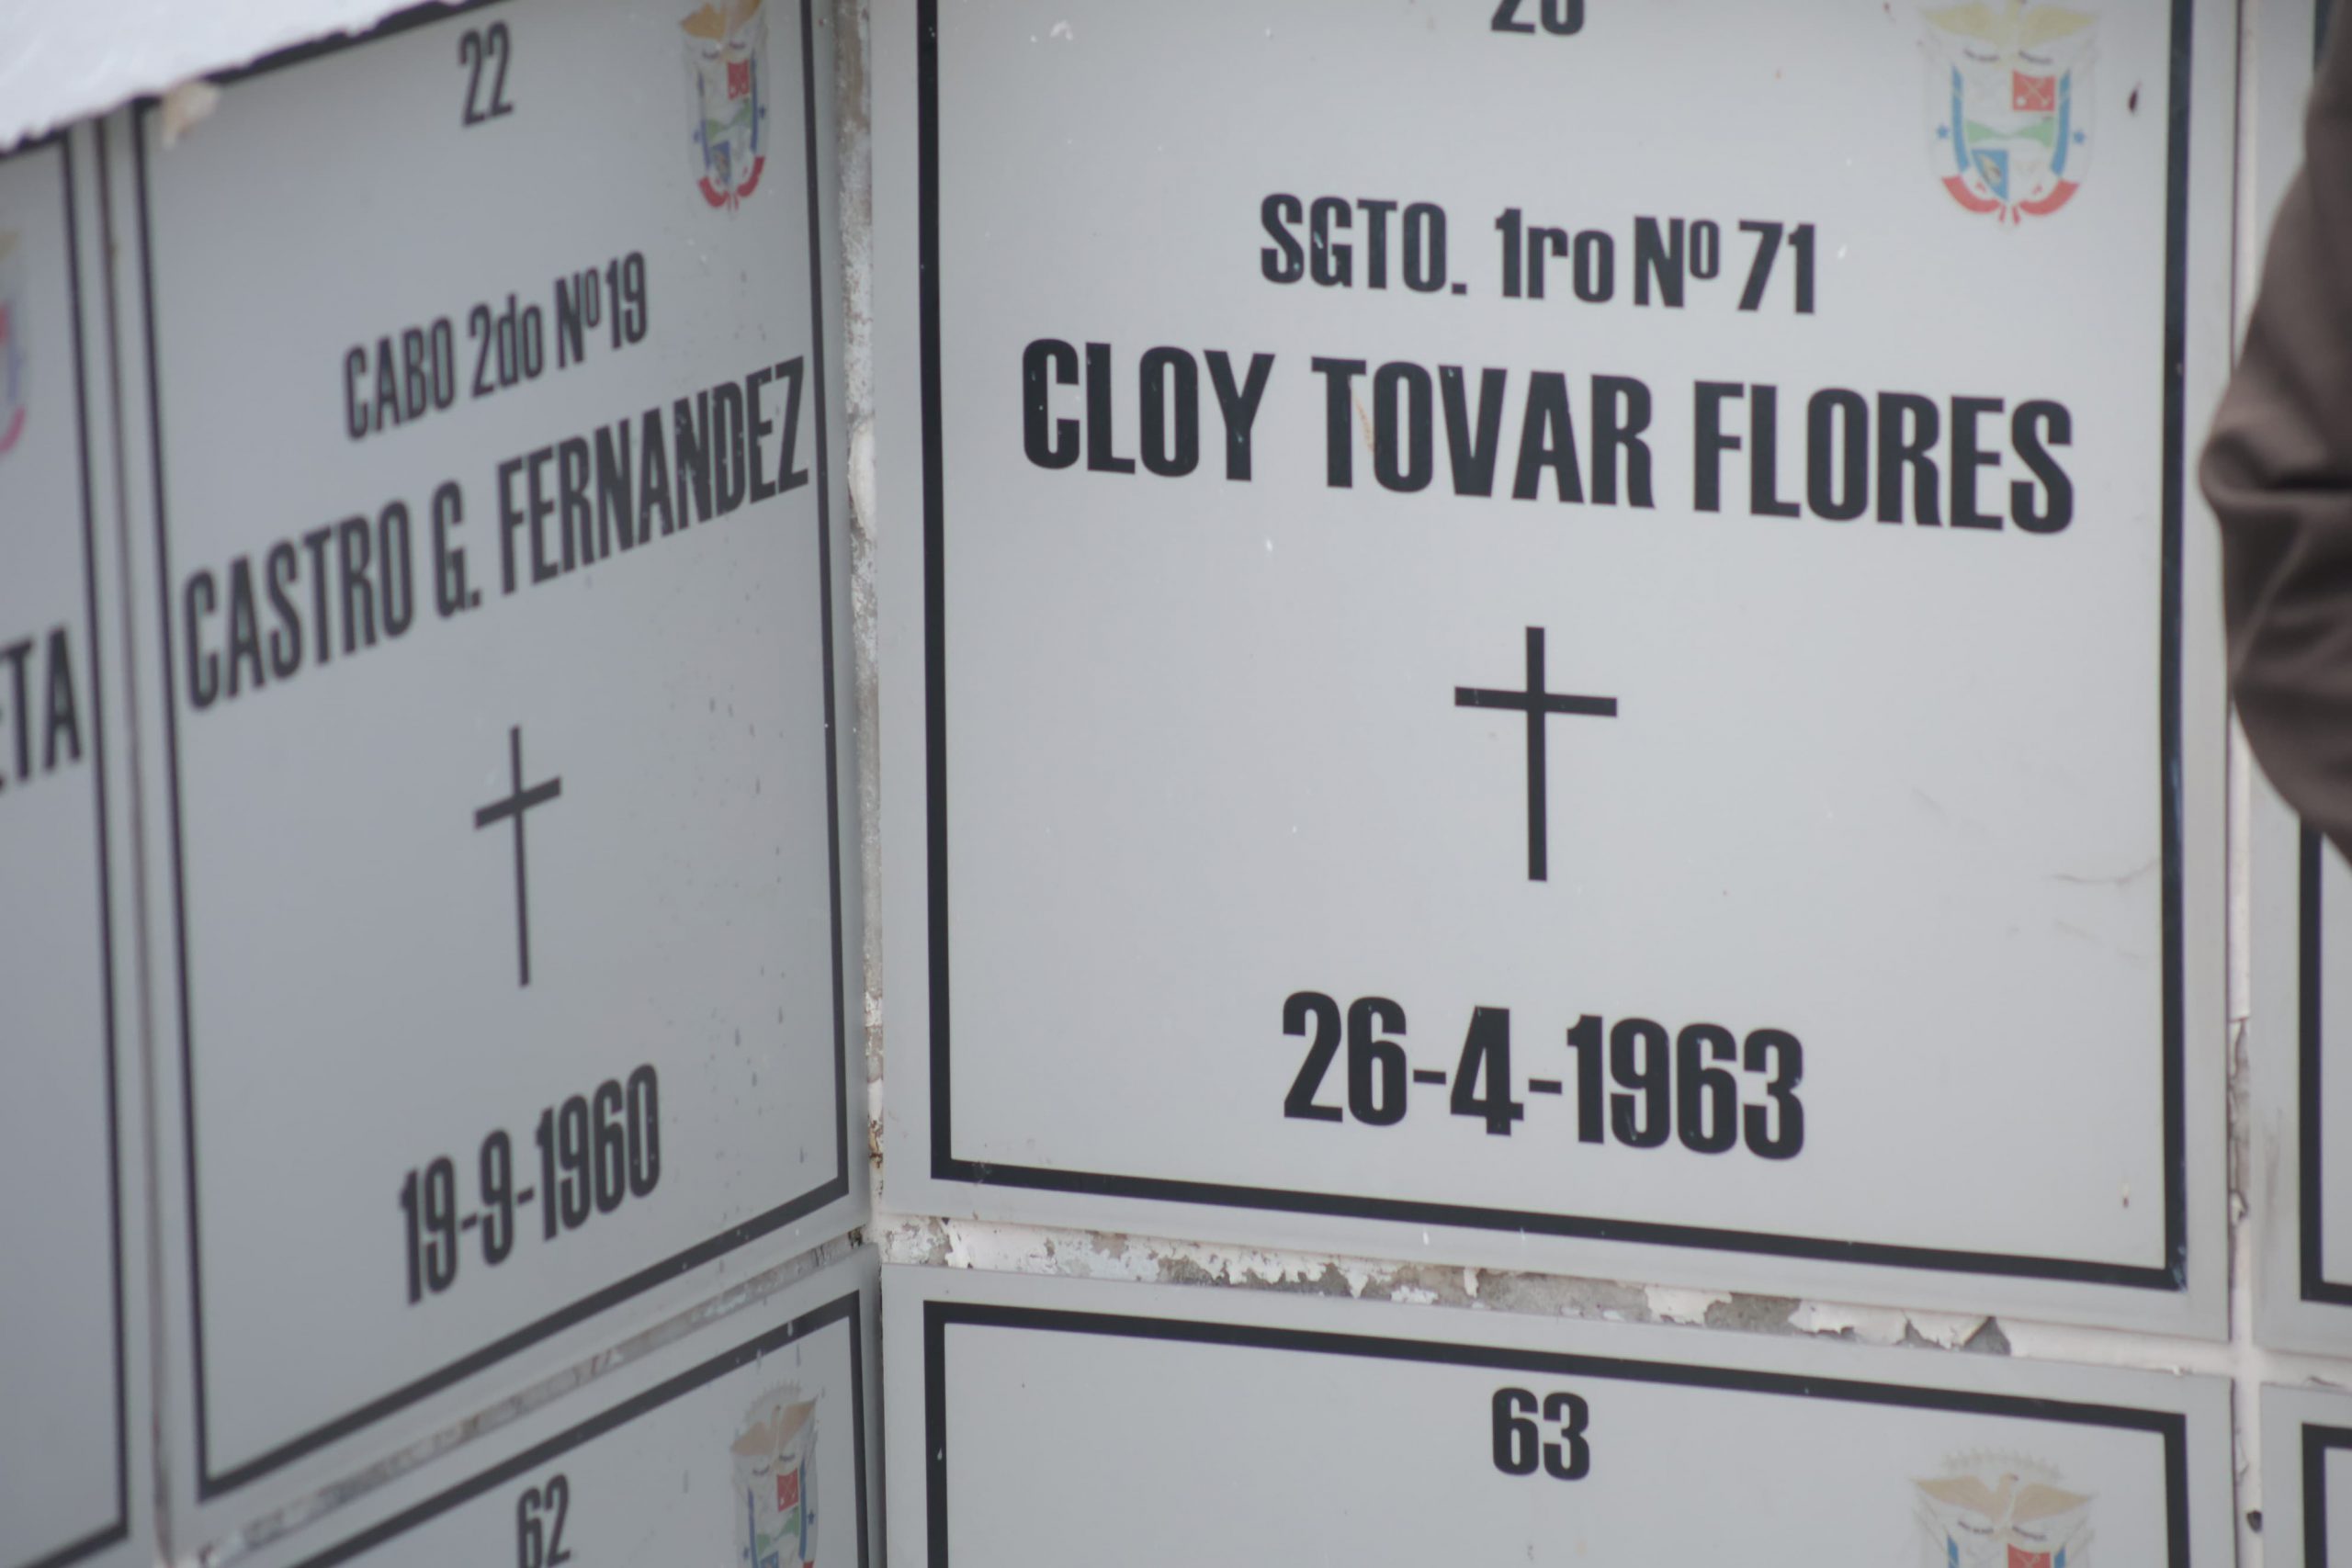 ETA
22
CABO 2do Nº19
CASTRO G. FERNANDEZ
19-9-1960
SGTO. 1ro Nº 71
CLOY TOVAR FLORES
26-4-1963
62
63